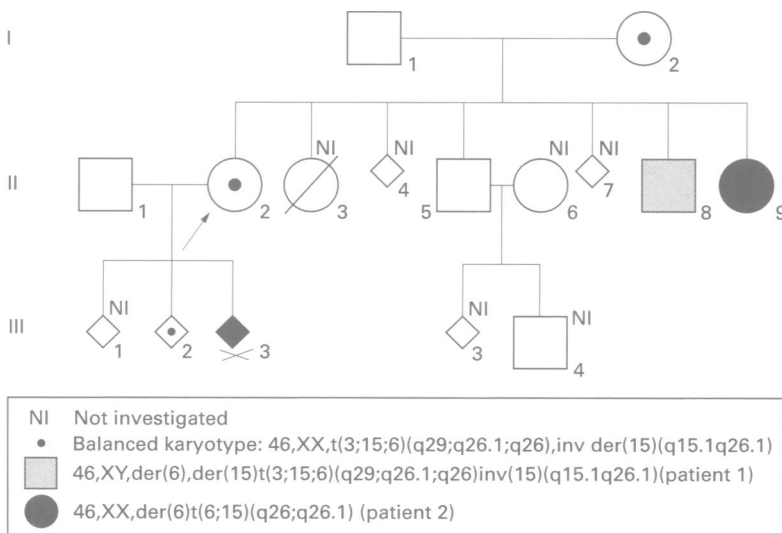 I
1
2
NI
NI
NI
NI
II
1
2
3
4
5
6
7
8
9
NI
NI
NI
III
1
2
3
3
4
NI Not investigated
Balanced karyotype: 46,XX,t(3;15;6)(q29;q26.1;q26),inv der(15)(q15.1q26.1)
46,XY,der(6),der(15)t(3;15;6)(q29;q26.1;q26)inv(15)(q15.1q26.1)(patient 1)
46,XX,der(6)t(6;15)(q26;q26.1) (patient 2)